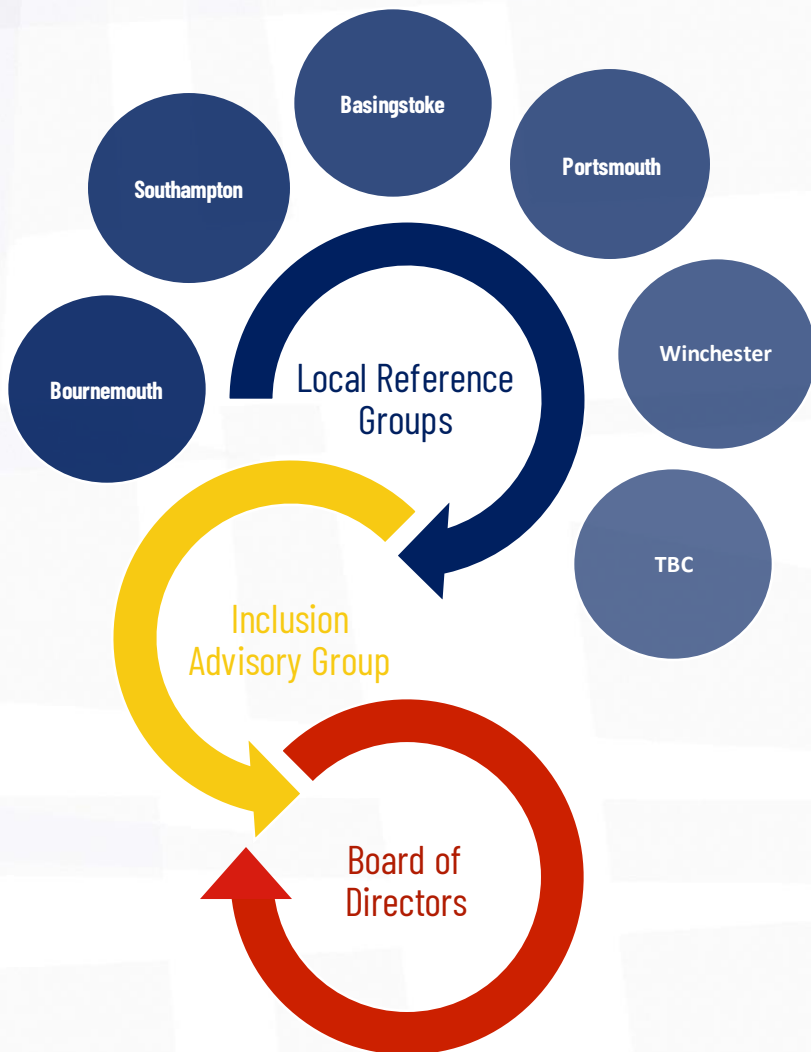 Basingstoke
Portsmouth
Southampton
Winchester
Bournemouth
Local Reference
Groups
TBC
Inclusion
Advisory Group
Board of
Directors